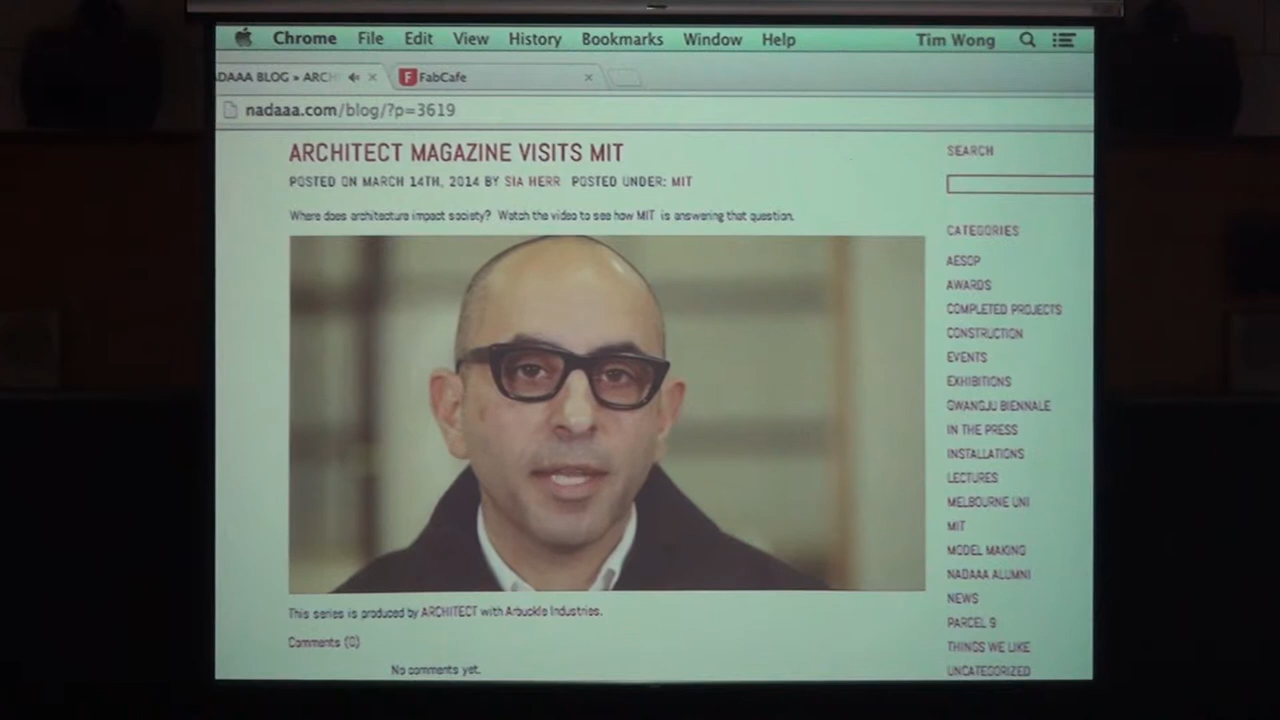 Chrome File Edit View History Bookmarks Window Help Tim Wong
ADAAA BLOG » ARCH
F FabCafe
nadaaa.com/blog/?p=3619
ARCHITECT MAGAZINE VISITS MIT
POSTED ON MARCH 14TH, 2014 BY SIA HERR POSTED UNDER: MIT
Where does architecture impact society? Watch the video to see how MIT is answering that question.
This series is produced by ARCHITECT with Arbuckle Industries.
Comments (0)
No comments yet.
SEARCH
CATEGORIES
AESOP
AWARDS
COMPLETED PROJECTS
CONSTRUCTION
EVENTS
EXHIBITIONS
GWANGJU BIENNALE
IN THE PRESS
INSTALLATIONS
LECTURES
MELBOURNE UNI
MIT
MODEL MAKING
NADAAA ALUMNI
NEWS
PARCEL 9
THINGS WE LIKE
UNCATEGORIZED